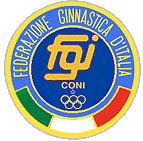 FEDERAZIONE GINNASTICA D'ITALIA
fgi
CONI